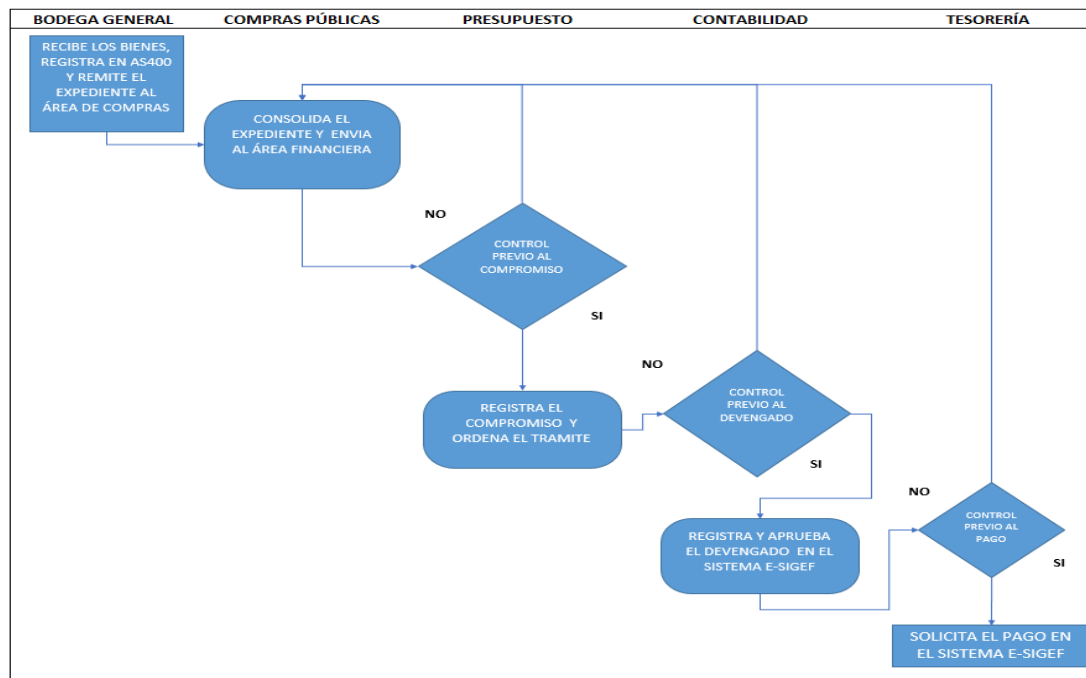 BODEGA GENERAL
COMPRAS PÚBLICAS
PRESUPUESTO
CONTABILIDAD
TESORERÍA
RECIBE LOS BIENES,
REGISTRA EN AS400
Y REMITE EL
EXPEDIENTE AL
ÁREA DE COMPRAS
CONSOLIDA EL
EXPEDIENTE Y ENVIA
AL ÁREA FINANCIERA
NO
CONTROL
PREVIO AL
COMPROMISO
SI
REGISTRA EL
COMPROMISO Y
ORDENA EL TRAMITE
NO
CONTROL
PREVIO AL
DEVENGADO
SI
REGISTRA Y APRUEBA
EL DEVENGADO EN EL
SISTEMA E-SIGEF
NO
CONTROL
PREVIO AL
PAGO
SI
SOLICITA EL PAGO EN
EL SISTEMA E-SIGEF